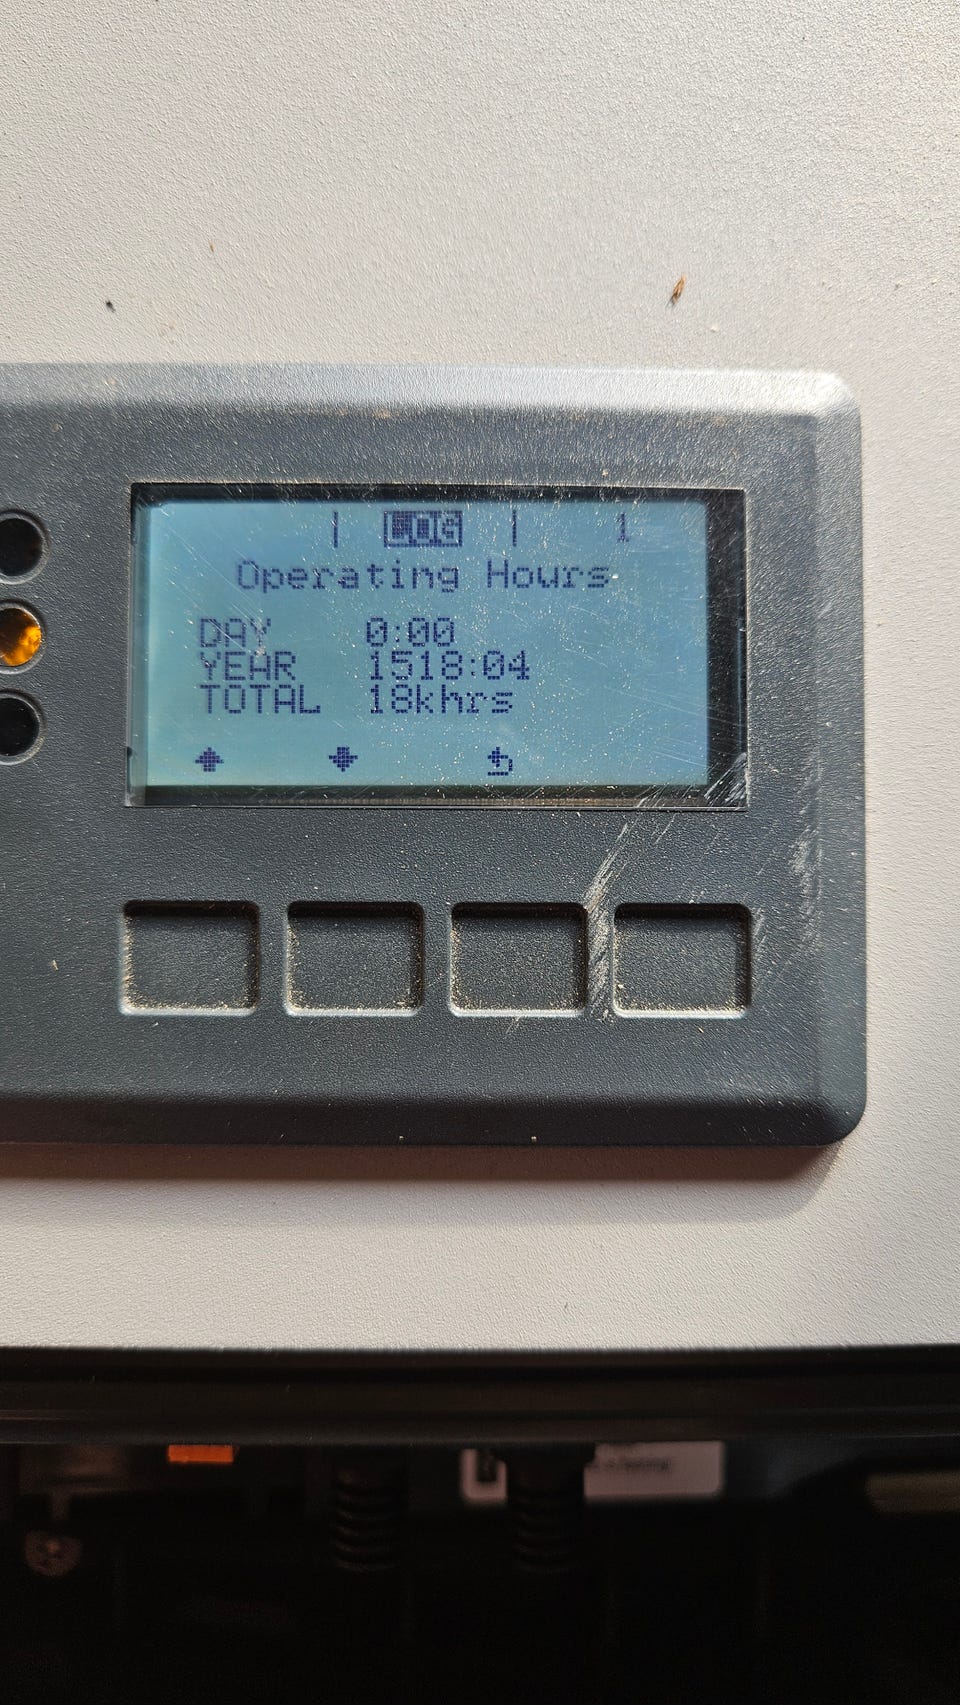 | LOG | 1
Operating Hours
DAY 0:00
YEAR 1518:04
TOTAL 18khrs